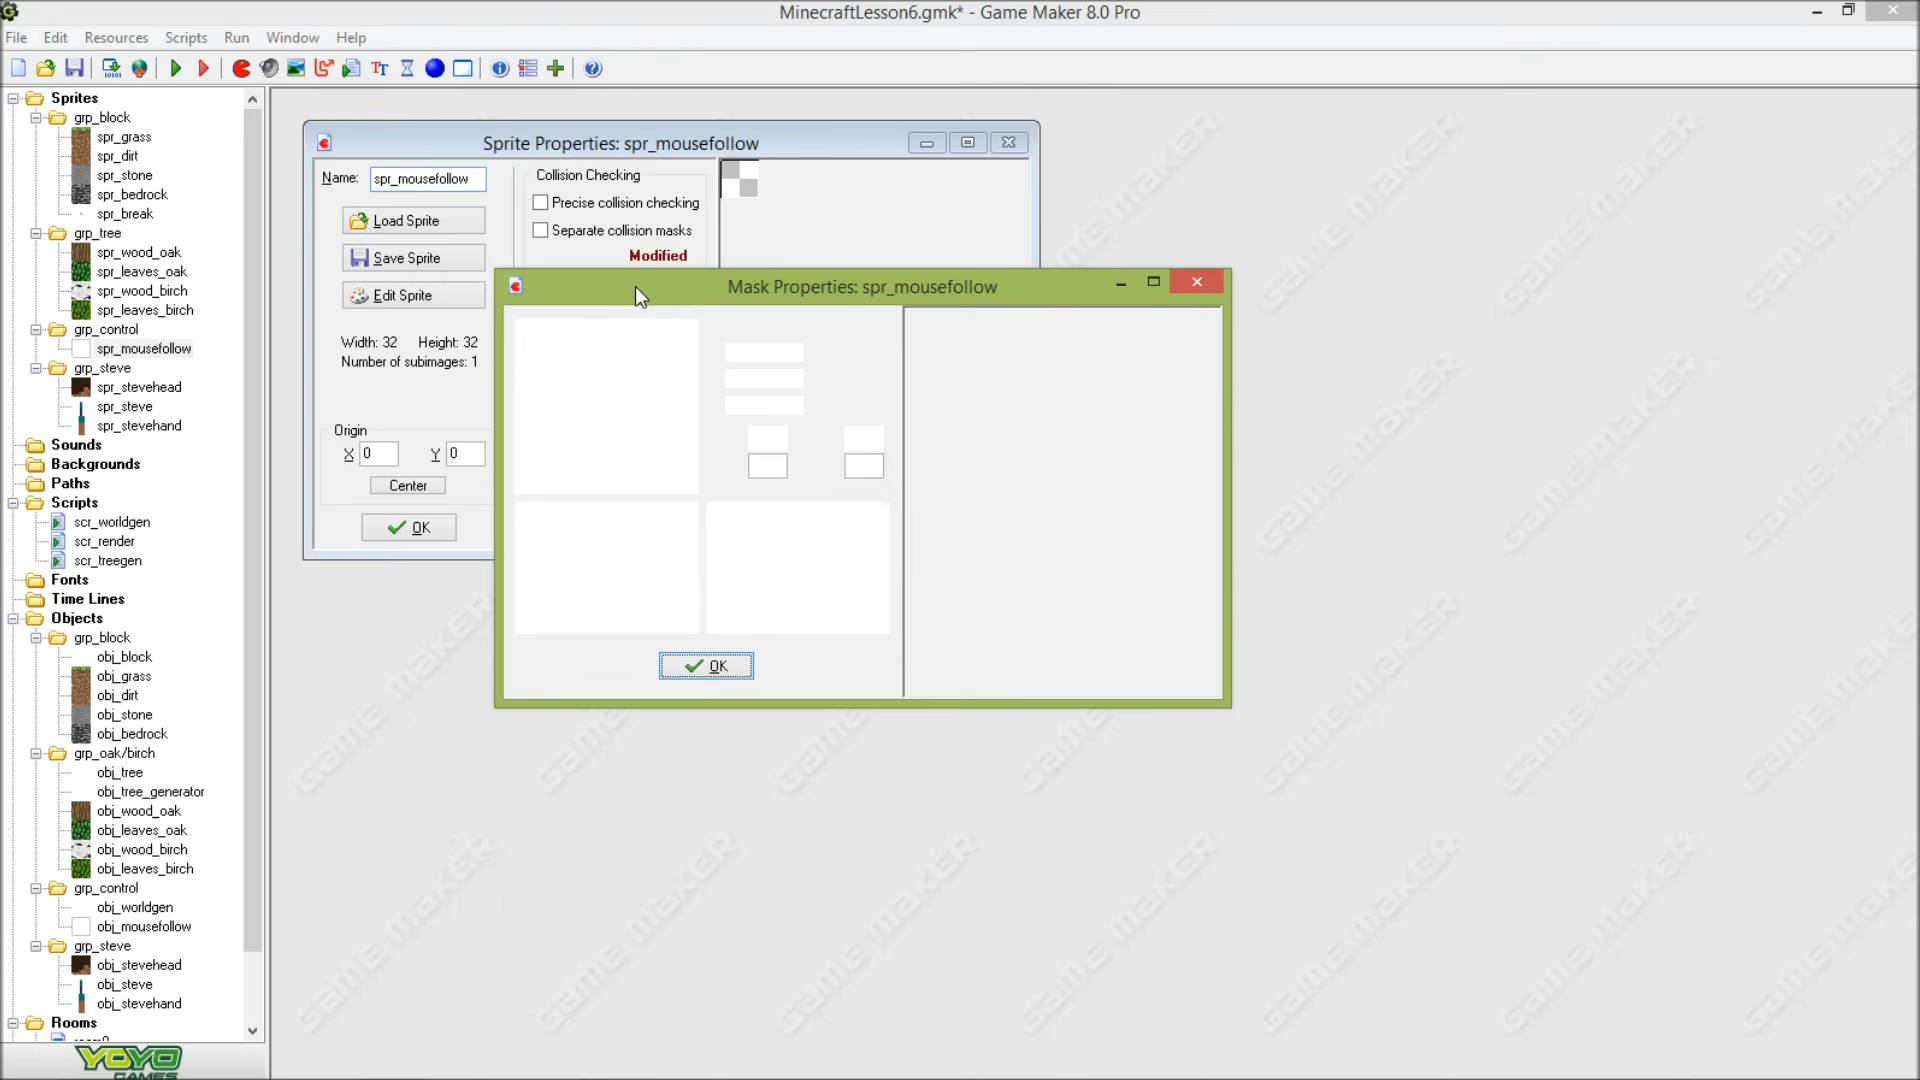 MinecraftLesson6.gmk* - Game Maker 8.0 Pro
File Edit Resources Scripts Run Window Help
Sprites
grp_block
spr_grass
spr_dirt
spr_stone
spr_bedrock
spr_break
grp_tree
spr_wood_oak
spr_leaves_oak
spr_wood_birch
spr_leaves_birch
grp_control
spr_mousefollow
grp_steve
spr_stevehead
spr_steve
spr_stevehand
Sounds
Backgrounds
Paths
Scripts
scr_worldgen
scr_render
scr_treegen
Fonts
Time Lines
Objects
grp_block
obj_block
obj_grass
obj_dirt
obj_stone
obj_bedrock
grp_oak/birch
obj_tree
obj_tree_generator
obj_wood_oak
obj_leaves_oak
obj_wood_birch
obj_leaves_birch
grp_control
obj_worldgen
obj_mousefollow
grp_steve
obj_stevehead
obj_steve
obj_stevehand
Rooms
YOYO
GAMES
Sprite Properties: spr_mousefollow
Name: spr_mousefollow
Load Sprite
Save Sprite
Edit Sprite
Width: 32 Height: 32
Number of subimages: 1
Origin
X 0 Y 0
Center
OK
Collision Checking
Precise collision checking
Separate collision masks
Modified
Mask Properties: spr_mousefollow
OK